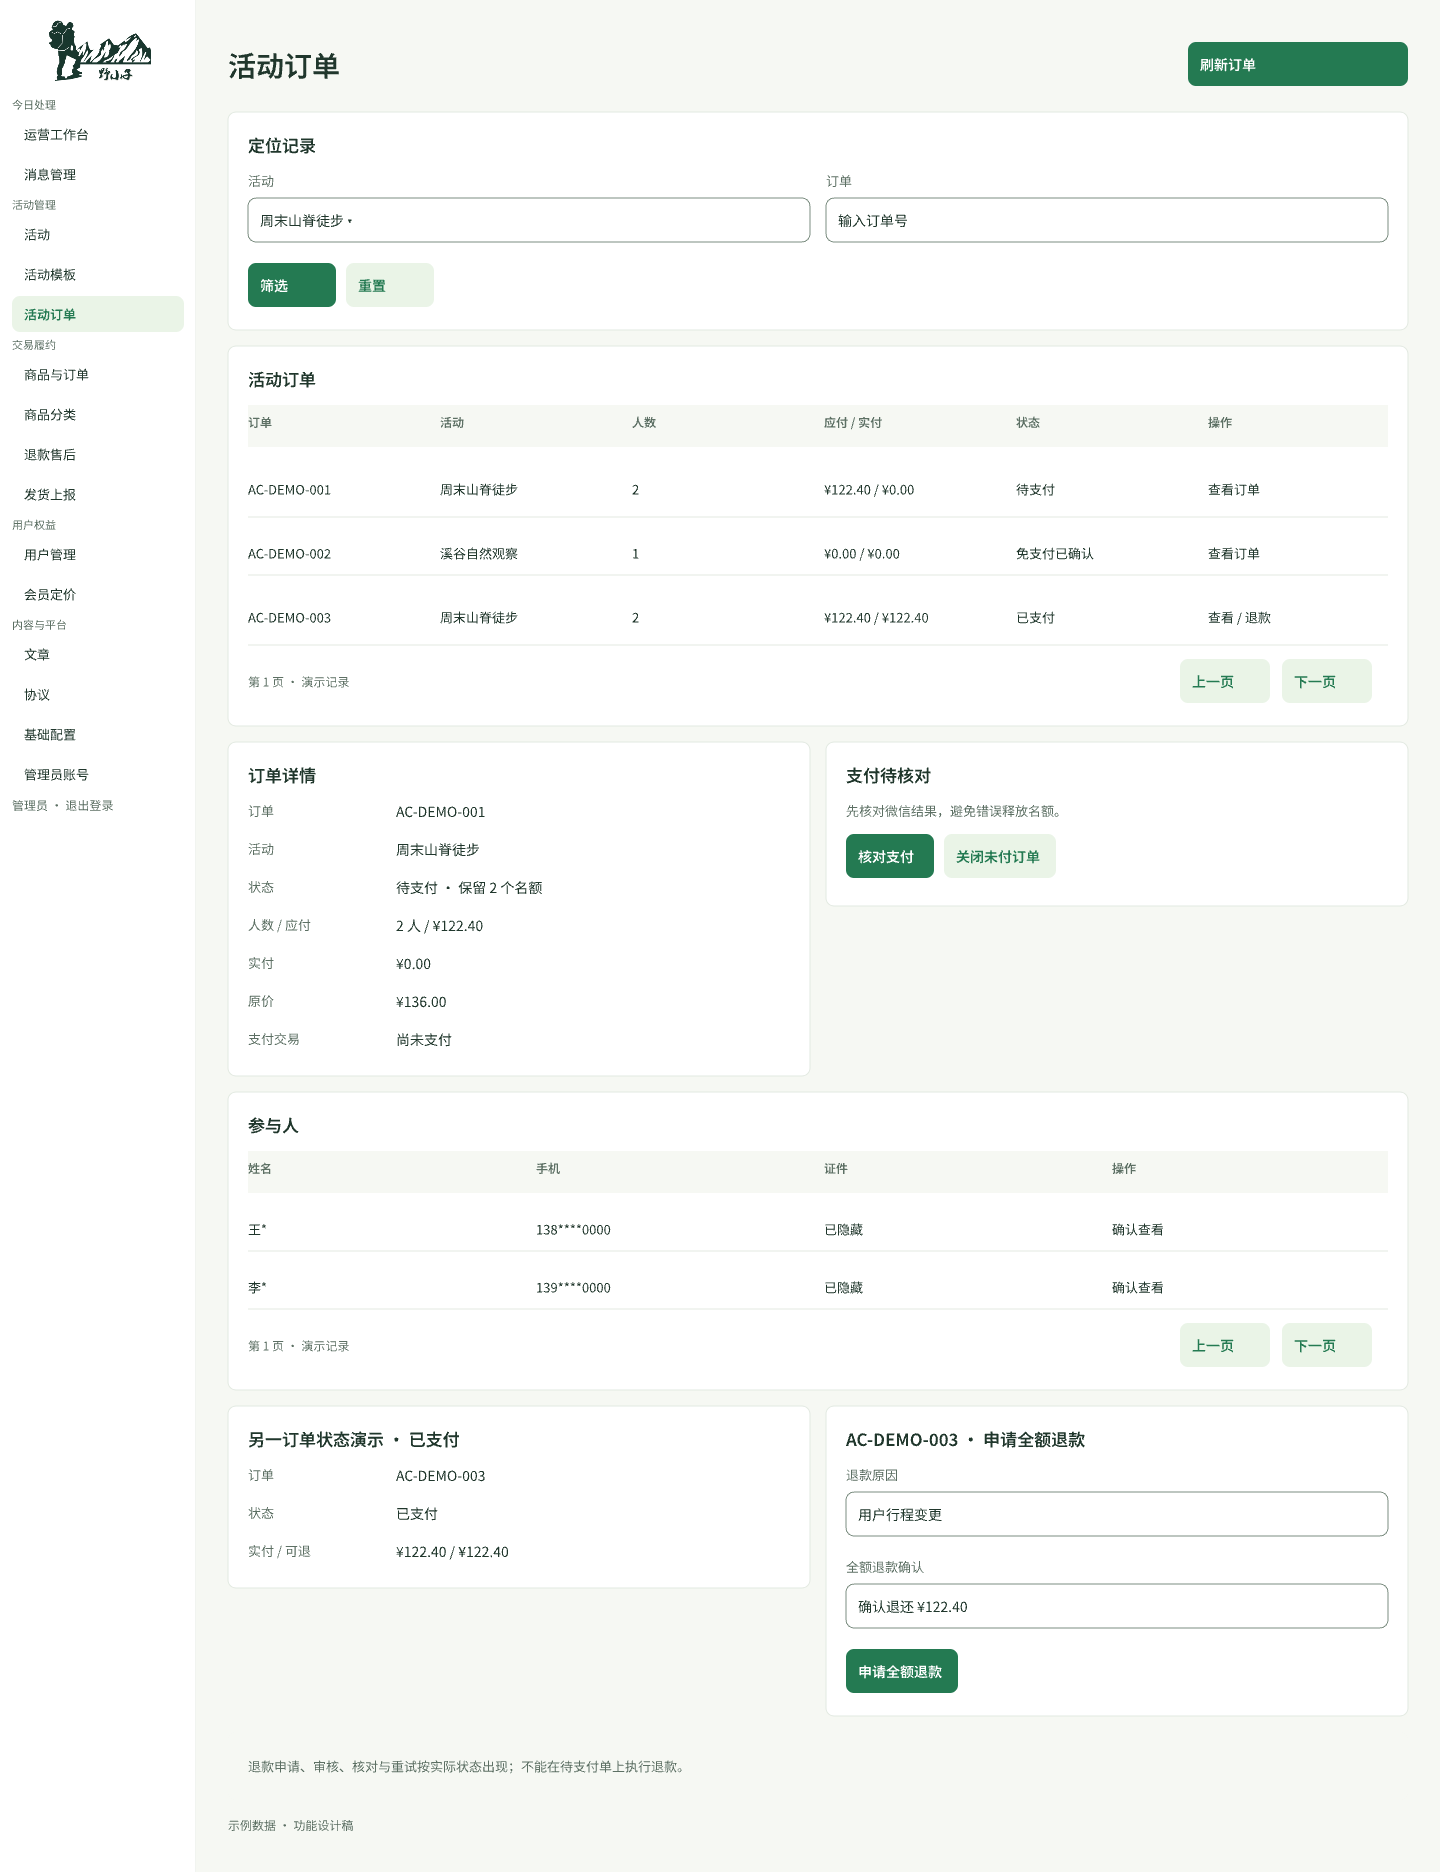 野小子
今日处理
运营工作台
消息管理
活动管理
活动
活动模板
活动订单
交易履约
商品与订单
商品分类
退款售后
发货上报
用户权益
用户管理
会员定价
内容与平台
文章
协议
基础配置
管理员账号
管理员 · 退出登录
活动订单
刷新订单
定位记录
活动
订单
周末山脊徒步 ▾
输入订单号
筛选
重置
活动订单
订单 活动 人数 应付 / 实付 状态 操作
AC-DEMO-001 周末山脊徒步 2 ¥122.40 / ¥0.00 待支付 查看订单
AC-DEMO-002 溪谷自然观察 1 ¥0.00 / ¥0.00 免支付已确认 查看订单
AC-DEMO-003 周末山脊徒步 2 ¥122.40 / ¥122.40 已支付 查看 / 退款
第 1 页 · 演示记录
上一页
下一页
订单详情
订单 AC-DEMO-001
活动 周末山脊徒步
状态 待支付 · 保留 2 个名额
人数 / 应付 2 人 / ¥122.40
实付 ¥0.00
原价 ¥136.00
支付交易 尚未支付
支付待核对
先核对微信结果，避免错误释放名额。
核对支付
关闭未付订单
参与人
姓名 手机 证件 操作
王* 138****0000 已隐藏 确认查看
李* 139****0000 已隐藏 确认查看
第 1 页 · 演示记录
上一页
下一页
另一订单状态演示 · 已支付
订单 AC-DEMO-003
状态 已支付
实付 / 可退 ¥122.40 / ¥122.40
AC-DEMO-003 · 申请全额退款
退款原因
用户行程变更
全额退款确认
确认退还 ¥122.40
申请全额退款
退款申请、审核、核对与重试按实际状态出现；不能在待支付单上执行退款。
示例数据 · 功能设计稿